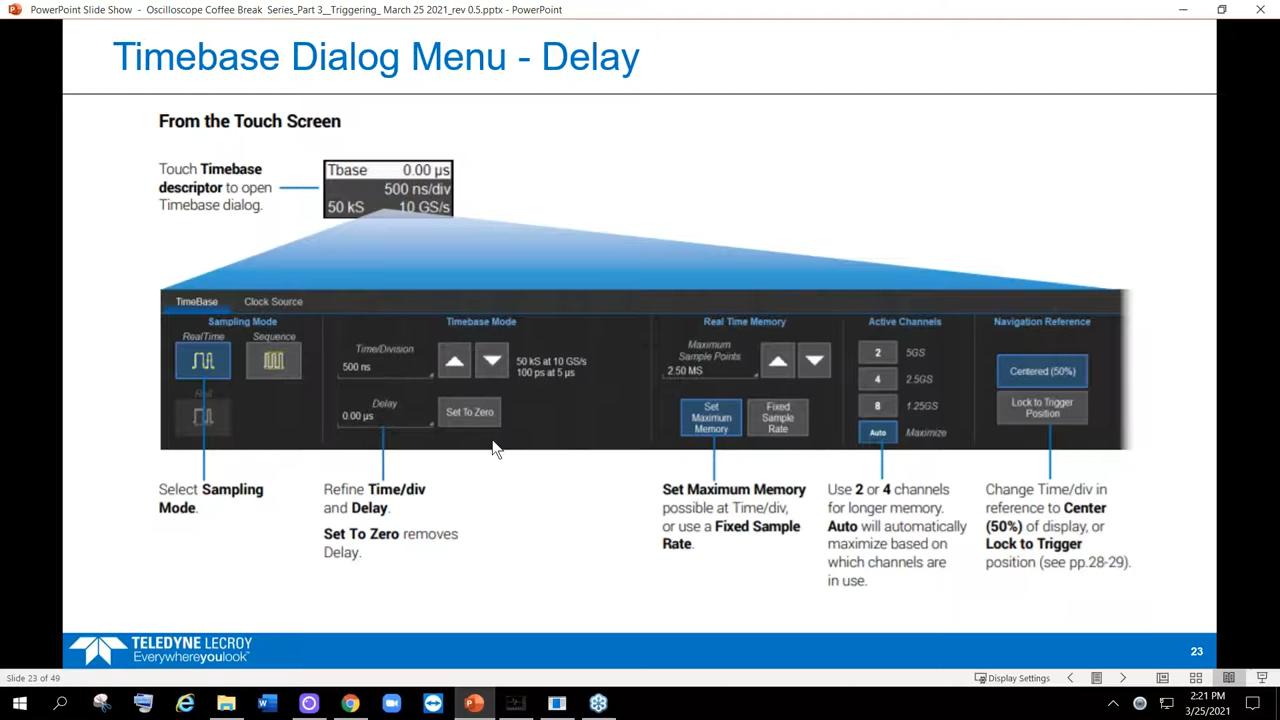 PowerPoint Slide Show - Oscilloscope Coffee Break Series_Part 3__Triggering_ March 25 2021_rev 0.5.pptx - PowerPoint
Timebase Dialog Menu - Delay
From the Touch Screen
Touch Timebase
descriptor to open
Timebase dialog.
Tbase 0.00 µs
500 ns/div
50 kS 10 GS/s
TimeBase Clock Source
Sampling Mode
RealTime Sequence
Roll
Timebase Mode
Time/Division
500 ns
50 kS at 10 GS/s
100 ps at 5 µs
Delay
0.00 µs
Set To Zero
Real Time Memory
Maximum
Sample Points
2.50 MS
Set
Maximum
Memory
Fixed
Sample
Rate
Active Channels
2 5GS
4 2.5GS
8 1.25GS
Auto Maximize
Navigation Reference
Centered (50%)
Lock to Trigger
Position
Select Sampling
Mode.
Refine Time/div
and Delay.
Set To Zero removes
Delay.
Set Maximum Memory
possible at Time/div,
or use a Fixed Sample
Rate.
Use 2 or 4 channels
for longer memory.
Auto will automatically
maximize based on
which channels are
in use.
Change Time/div in
reference to Center
(50%) of display, or
Lock to Trigger
position (see pp.28-29).
TELEDYNE LECROY
Everywhereyoulook
23
Slide 23 of 49
Display Settings
2:21 PM
3/25/2021